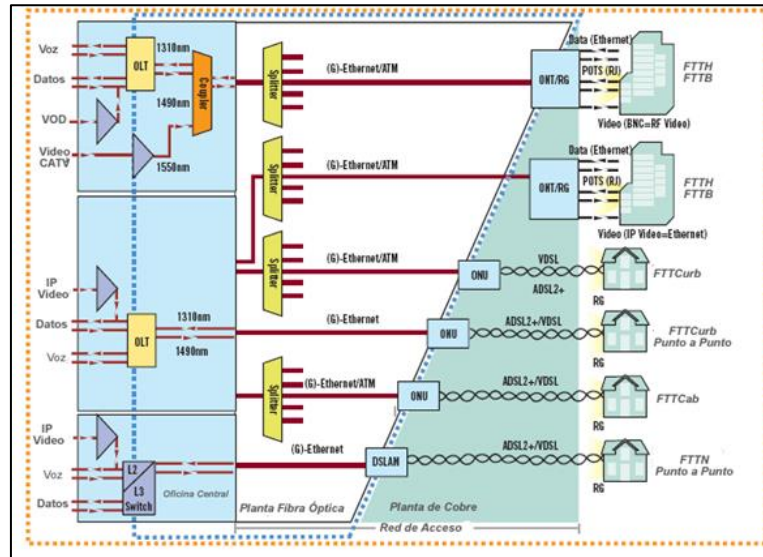 Voz
Datos
VOD
Video
CATV
OLT
1310nm
1490nm
1550nm
Coupler
Splitter
(G)-Ethernet/ATM
ONT/RG
Data (Ethernet)
POTS (RJ)
Video (BNC=RF Video)
FTTH
FTTB
Splitter
(G)-Ethernet/ATM
ONT/RG
Data (Ethernet)
POTS (RJ)
Video (IP Video=Ethernet)
FTTH
FTTB
Splitter
(G)-Ethernet/ATM
ONU
VDSL
ADSL2+
RG
FTTCurb
IP
Video
Datos
Voz
OLT
1310nm
1490nm
(G)-Ethernet
ONU
ADSL2+/VDSL
RG
FTTCurb
Punto a Punto
Splitter
(G)-Ethernet/ATM
ONU
ADSL2+/VDSL
RG
FTTCab
IP
Video
Voz
Datos
L2
L3
Switch
Oficina Central
(G)-Ethernet
DSLAN
ADSL2+/VDSL
RG
FTTN
Punto a Punto
Planta Fibra Óptica
Planta de Cobre
Red de Acceso